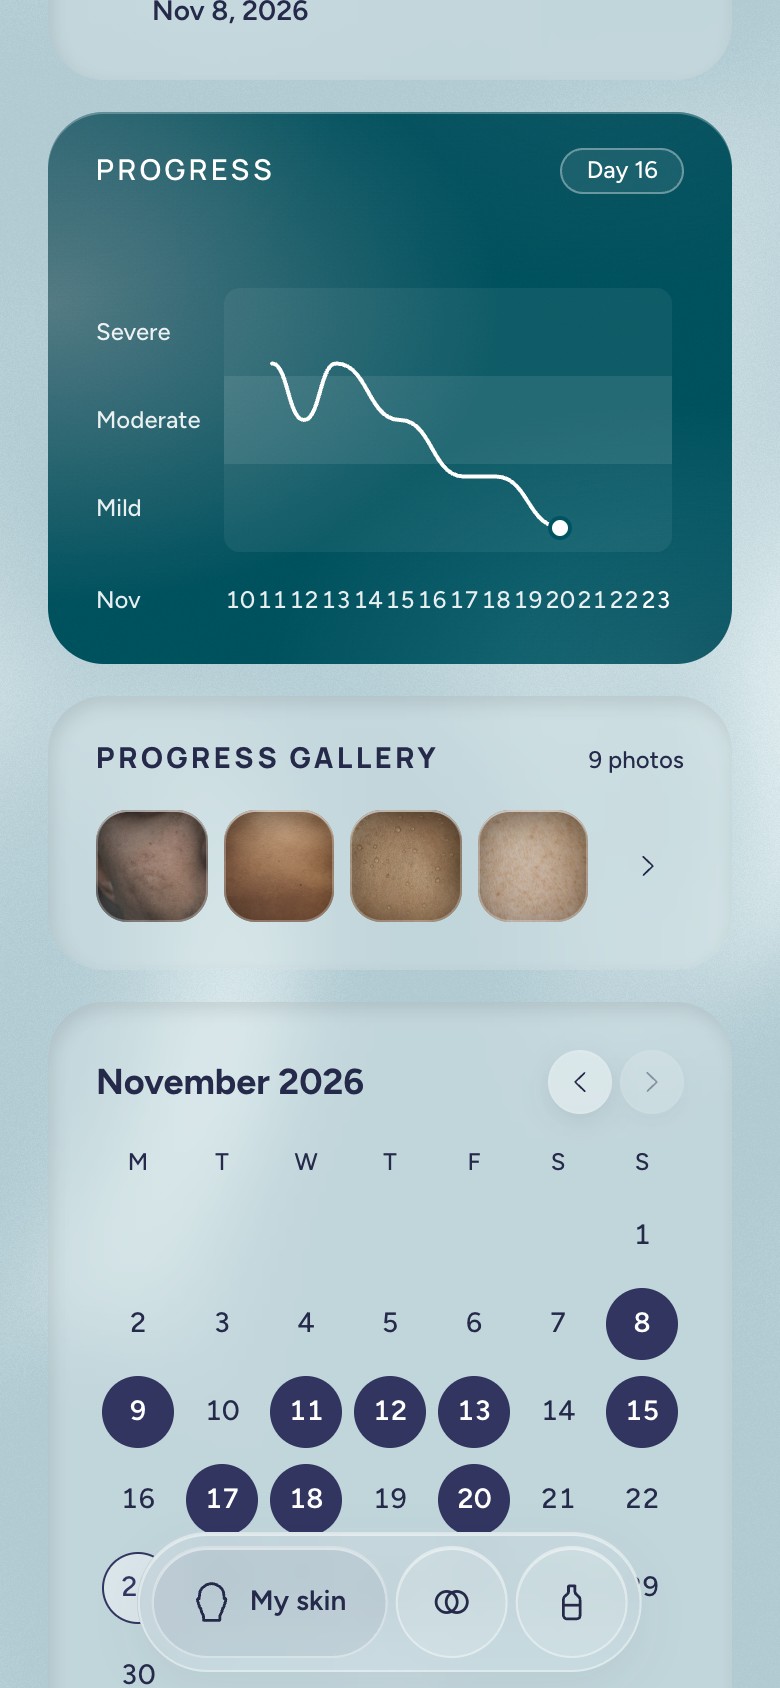 Nov 8, 2026
PROGRESS
Day 16
Severe
Moderate
Mild
Nov 10 11 12 13 14 15 16 17 18 19 20 21 22 23
PROGRESS GALLERY
9 photos
November 2026
M T W T F S S
1
2 3 4 5 6 7 8
9 10 11 12 13 14 15
16 17 18 19 20 21 22
My skin
30